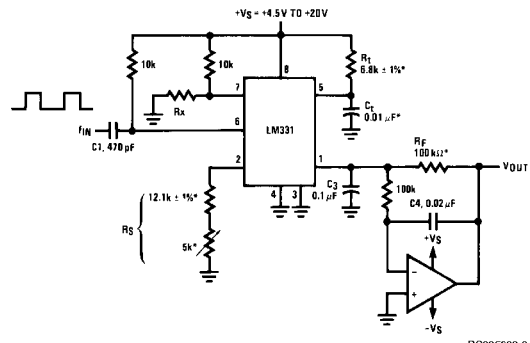 +VS = +4.5V TO +20V
10k
10k
Rt
6.8k ± 1%*
8
7
5
Rx
Ct
0.01 µF*
fIN
6
LM331
C1, 470 pF
RF
100 kΩ*
2
1
VOUT
RS
12.1k ± 1%*
C3
0.1 µF
100k
C4, 0.02 µF
4
3
5k*
+VS
−
+
−VS